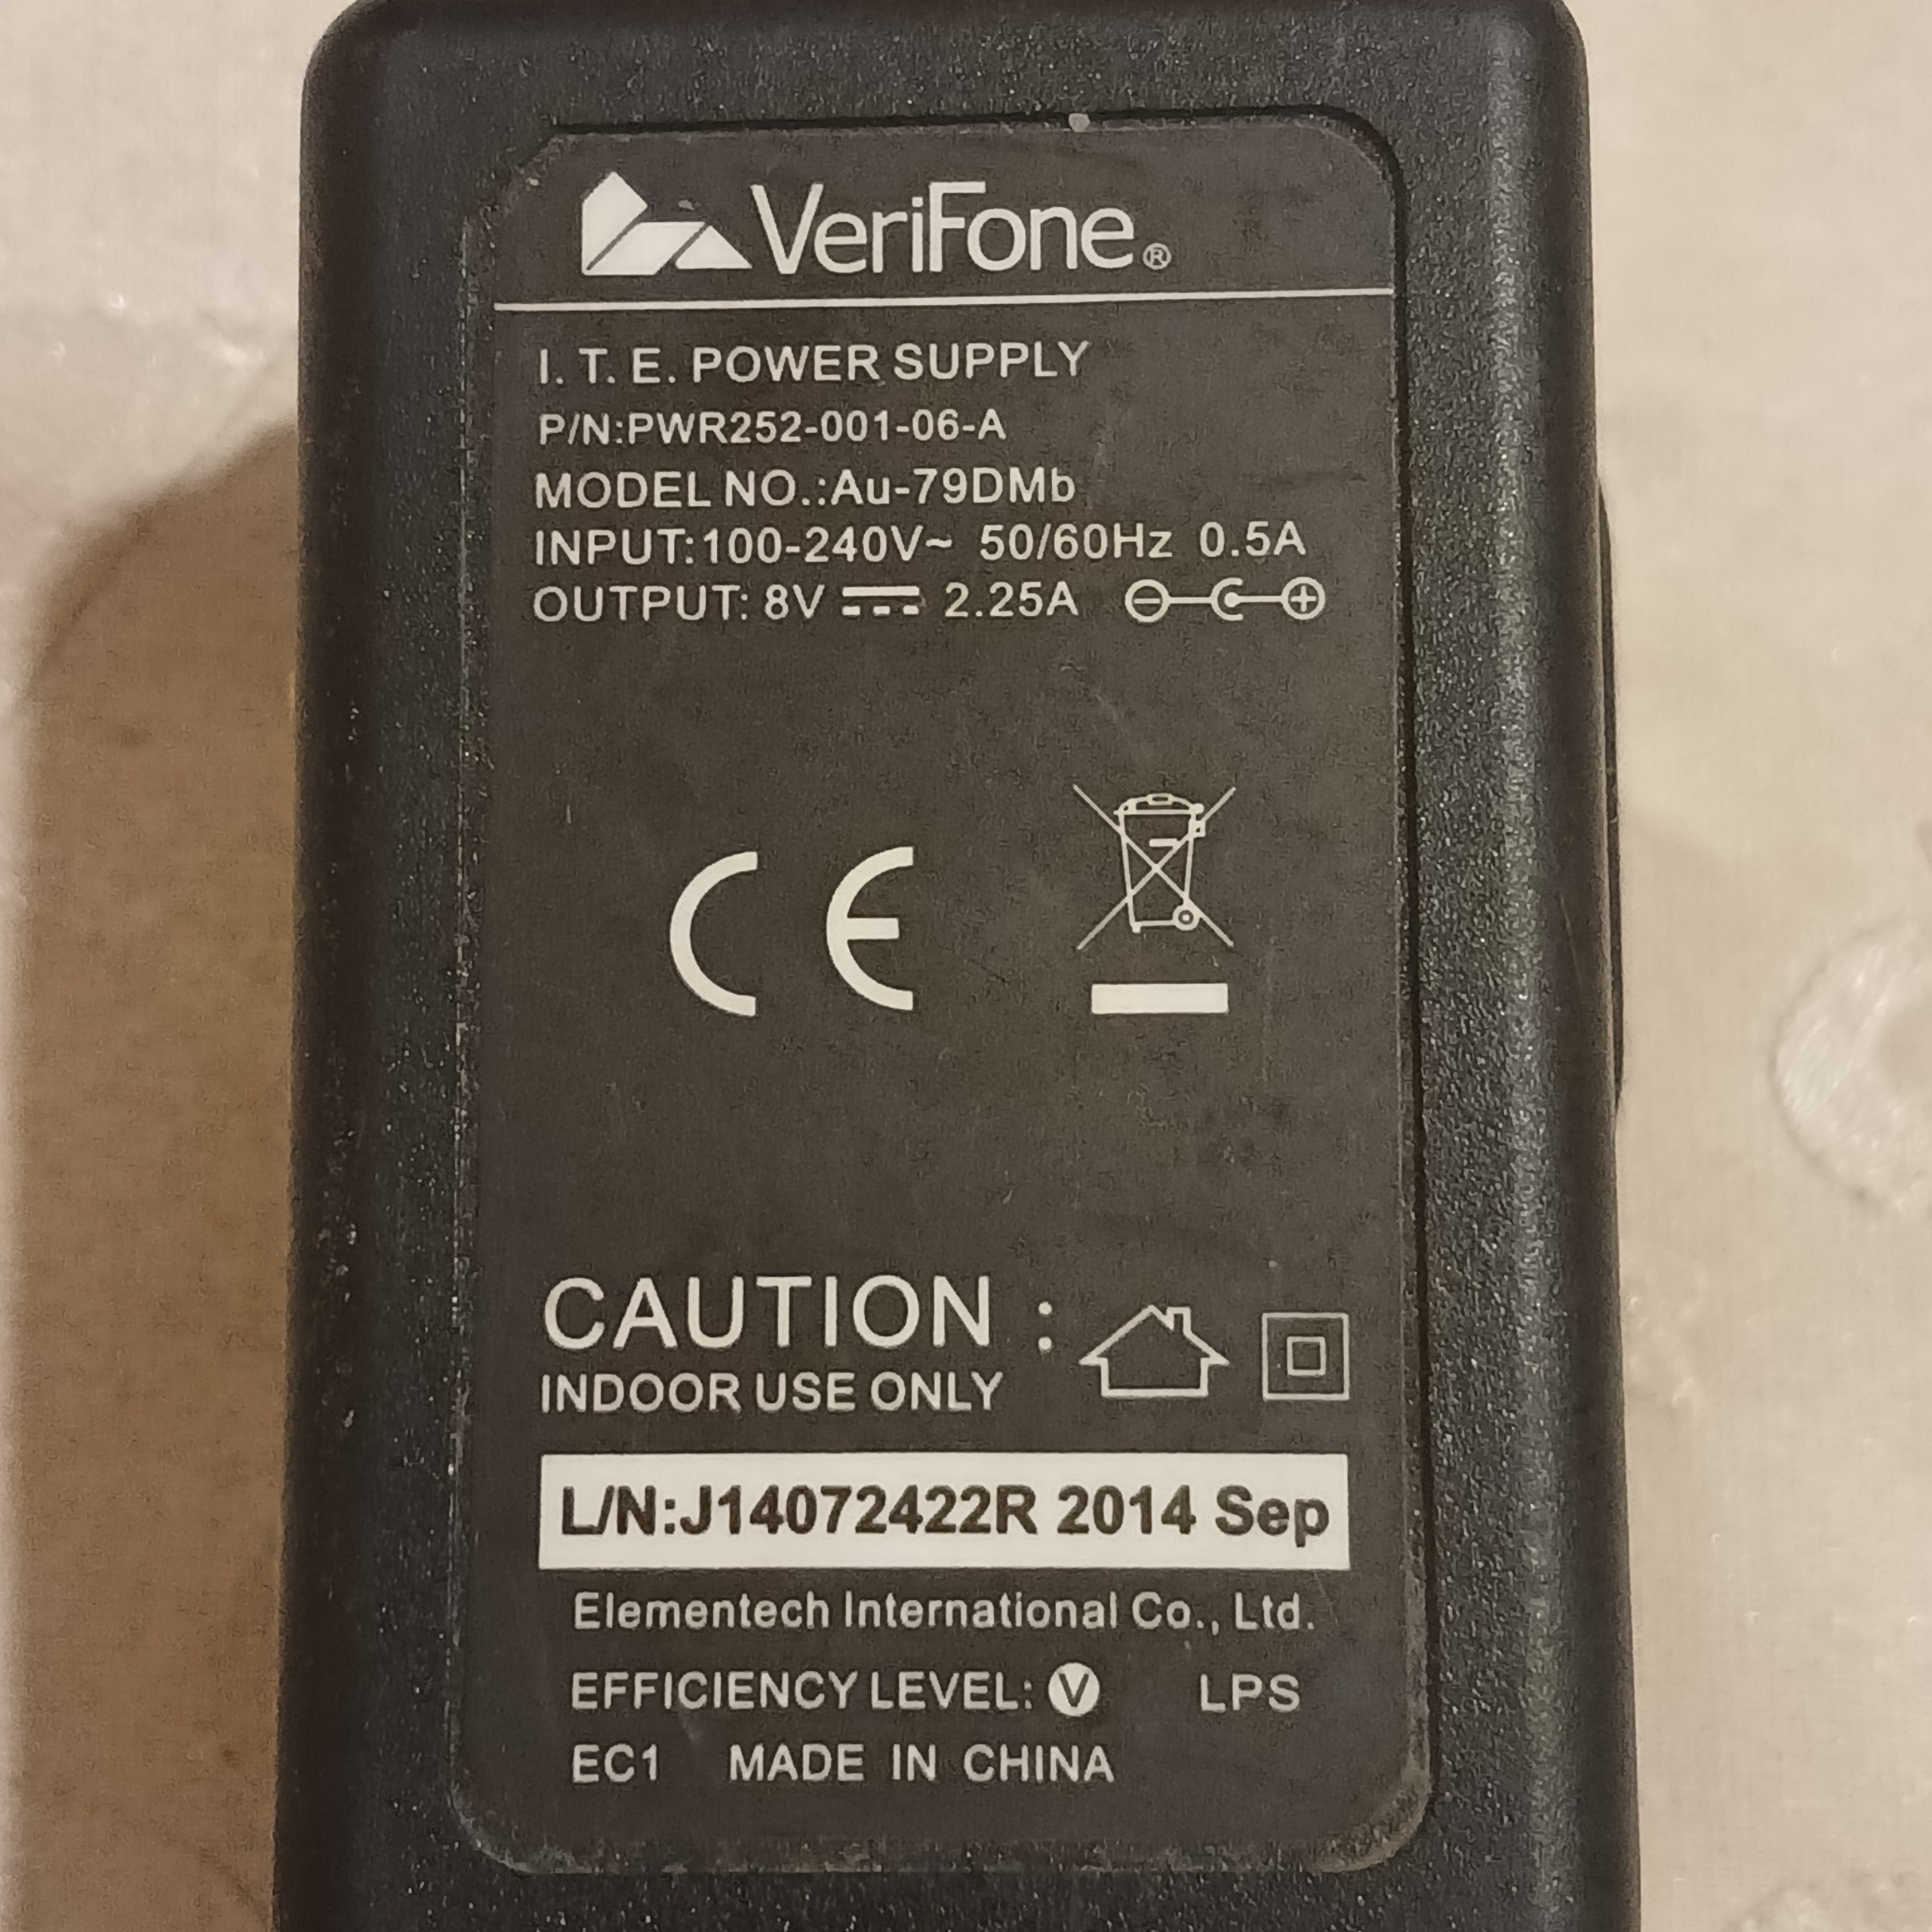 VeriFone®
I. T. E. POWER SUPPLY
P/N:PWR252-001-06-A
MODEL NO.:Au-79DMb
INPUT:100-240V~ 50/60Hz 0.5A
OUTPUT: 8V ⎓ 2.25A
CE
CAUTION :
INDOOR USE ONLY
L/N:J14072422R 2014 Sep
Elementech International Co., Ltd.
EFFICIENCY LEVEL: V LPS
EC1 MADE IN CHINA